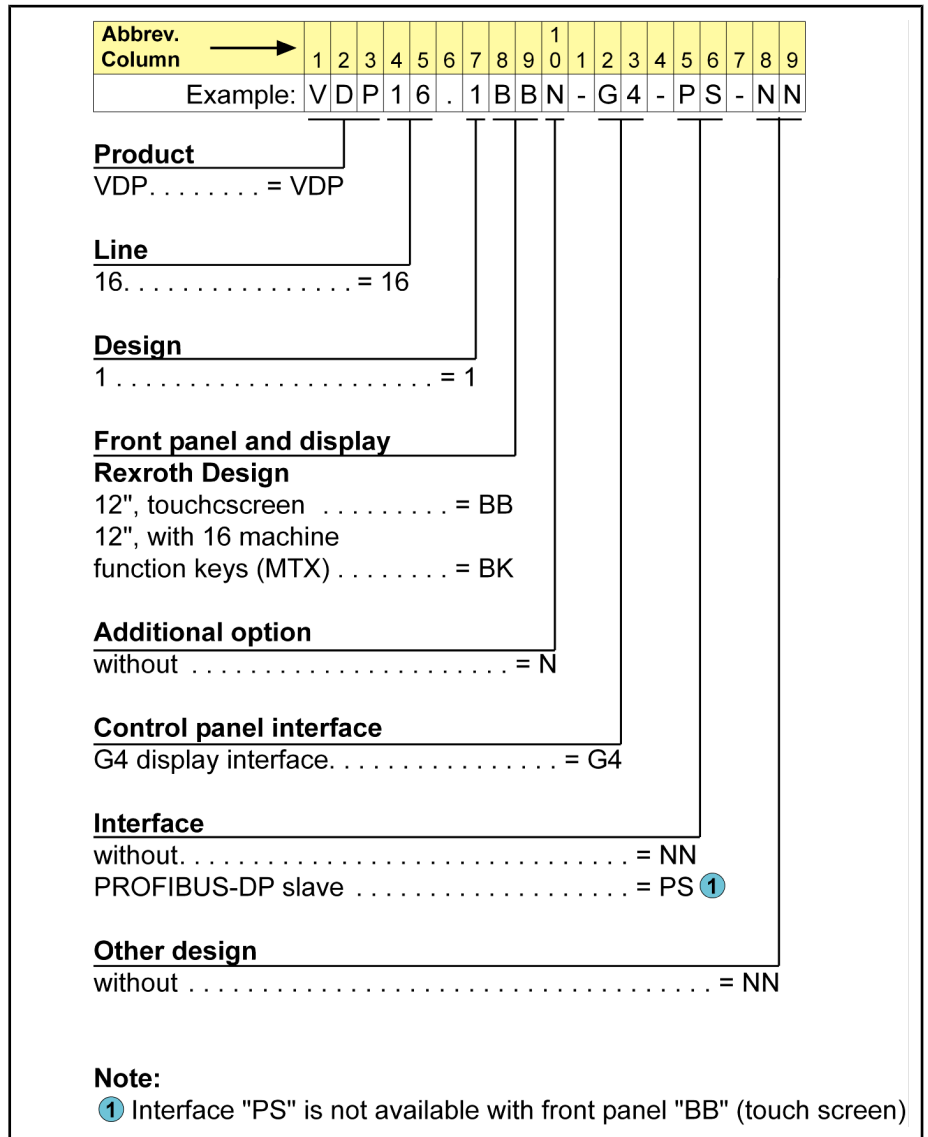 Abbrev. 1
Column 1 2 3 4 5 6 7 8 9 0 1 2 3 4 5 6 7 8 9
Example: V D P 1 6 . 1 B B N - G 4 - P S - N N
Product
VDP. . . . . . . . = VDP
Line
16. . . . . . . . . . . . . . . . = 16
Design
1 . . . . . . . . . . . . . . . . . . . . . . = 1
Front panel and display
Rexroth Design
12", touchcscreen . . . . . . . . . = BB
12", with 16 machine
function keys (MTX) . . . . . . . . = BK
Additional option
without . . . . . . . . . . . . . . . . . . . . . . = N
Control panel interface
G4 display interface. . . . . . . . . . . . . . . . = G4
Interface
without. . . . . . . . . . . . . . . . . . . . . . . . . . . . . . . = NN
PROFIBUS-DP slave . . . . . . . . . . . . . . . . . . . = PS 1
Other design
without . . . . . . . . . . . . . . . . . . . . . . . . . . . . . . . . . . . . = NN
Note:
1 Interface "PS" is not available with front panel "BB" (touch screen)